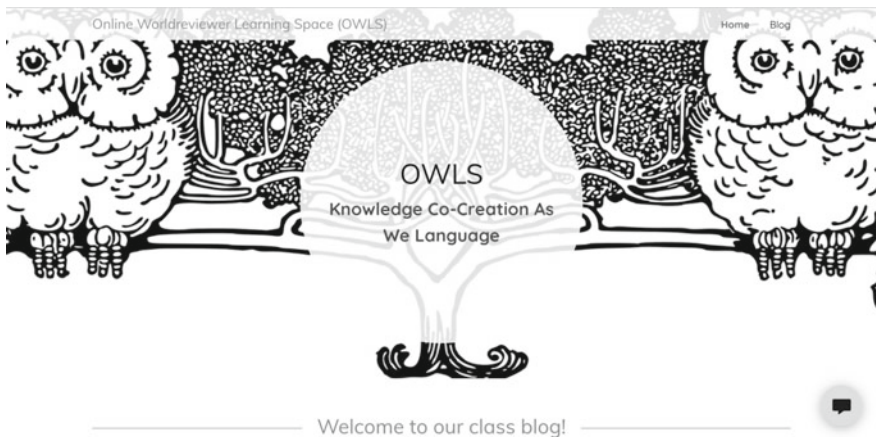 Online Worldreviewer Learning Space (OWLS)
Home Blog
OWLS
Knowledge Co-Creation As
We Language
Welcome to our class blog!